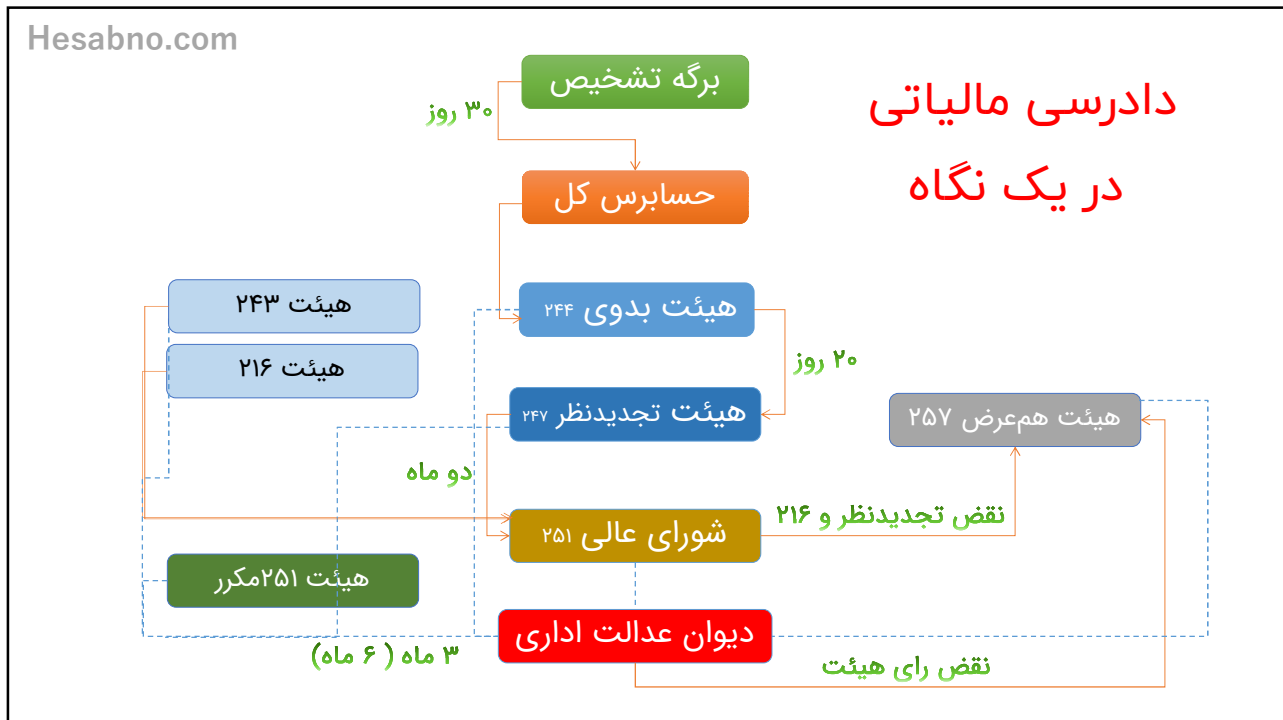 Hesabno.com
دادرسی مالیاتی
در یک نگاه
برگه تشخیص
۳۰ روز
حسابرس کل
هیئت بدوی ۲۴۴
هیئت ۲۴۳
هیئت ۲۱۶
۲۰ روز
هیئت تجدیدنظر ۲۴۷
هیئت هم‌عرض ۲۵۷
دو ماه
نقض تجدیدنظر و ۲۱۶
شورای عالی ۲۵۱
هیئت ۲۵۱مکرر
دیوان عدالت اداری
۳ ماه ( ۶ ماه)
نقض رای هیئت